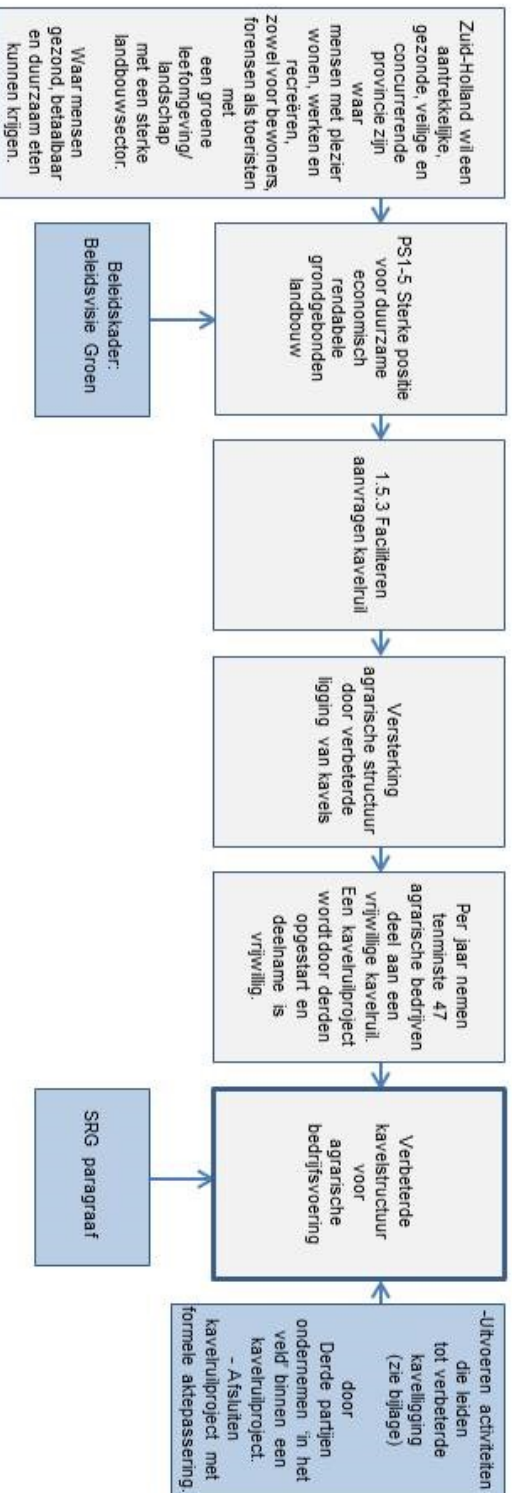 Zuid-Holland wil een
aantrekkelijke,
gezonde, veilige en
concurrerende
provincie zijn
waar
mensen met plezier
wonen, werken en
recreëren,
zowel voor bewoners,
forensen als toeristen
met
een groene
leefomgeving/
landschap
met een sterke
landbouwsector.
Waar mensen
gezond, betaalbaar
en duurzaam eten
kunnen krijgen.
PS1-5 Sterke positie
voor duurzame
economisch
rendabele
grondgebonden
landbouw
Beleidskader:
Beleidsvisie Groen
1.5.3 Faciliteren
aanvragen kavelruil
Versterking
agrarische structuur
door verbeterde
ligging van kavels
Per jaar nemen
tenminste 47
agrarische bedrijven
deel aan een
vrijwillige kavelruil.
Een kavelruilproject
wordt door derden
opgestart en
deelname is
vrijwillig.
Verbeterde
kavelstructuur
voor
agrarische
bedrijfsvoering
SRG paragraaf
-Uitvoeren activiteiten
die leiden
tot verbeterde
kavelligging
(zie bijlage)
door
Derde partijen
ondernemen ‘in het
veld’ binnen een
kavelruilproject.
- Afsluiten
kavelruilproject met
formele aktepassering.